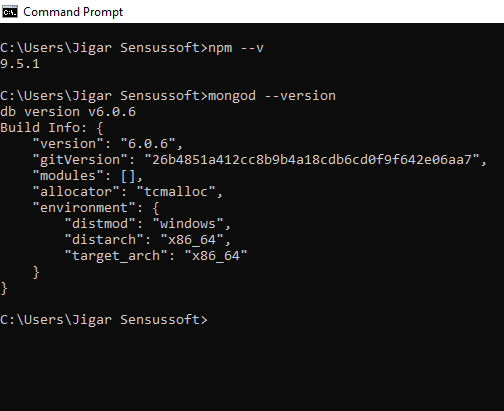 Command Prompt
C:\Users\Jigar Sensussoft>npm --v
9.5.1
C:\Users\Jigar Sensussoft>mongod --version
db version v6.0.6
Build Info: {
    "version": "6.0.6",
    "gitVersion": "26b4851a412cc8b9b4a18cdb6cd0f9f642e06aa7",
    "modules": [],
    "allocator": "tcmalloc",
    "environment": {
        "distmod": "windows",
        "distarch": "x86_64",
        "target_arch": "x86_64"
    }
}
C:\Users\Jigar Sensussoft>